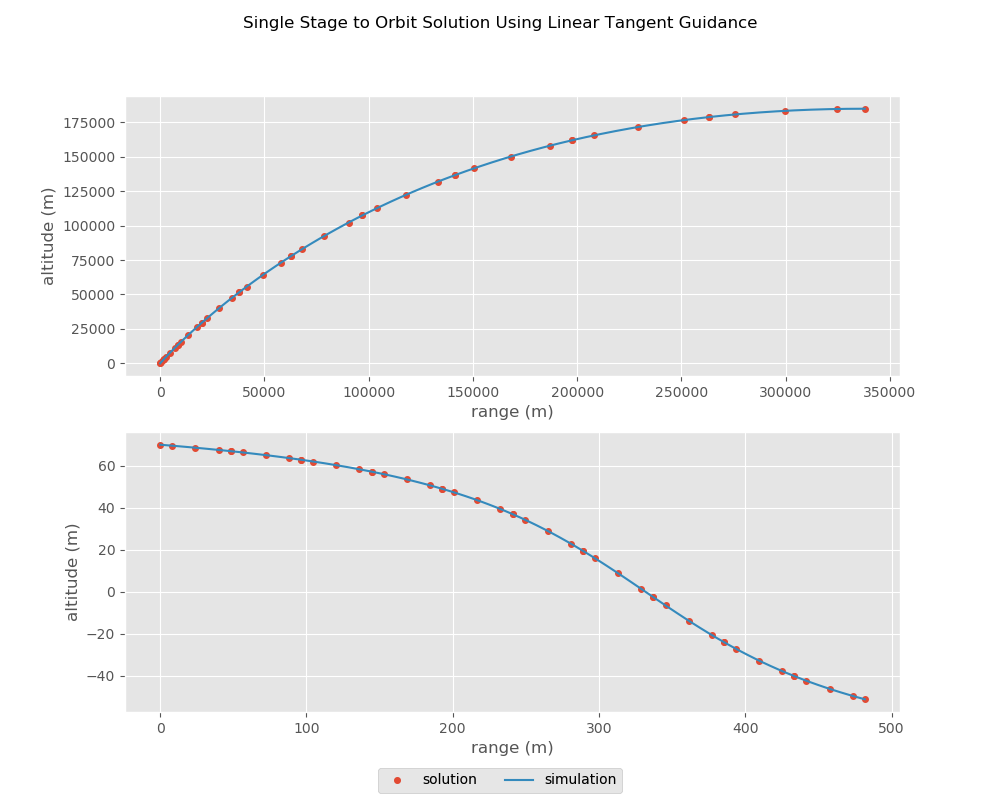 Single Stage to Orbit Solution Using Linear Tangent Guidance
175000
150000
125000
100000
75000
50000
25000
0
altitude (m)
0 50000 100000 150000 200000 250000 300000 350000
range (m)
60
40
20
0
−20
−40
altitude (m)
0 100 200 300 400 500
range (m)
solution simulation